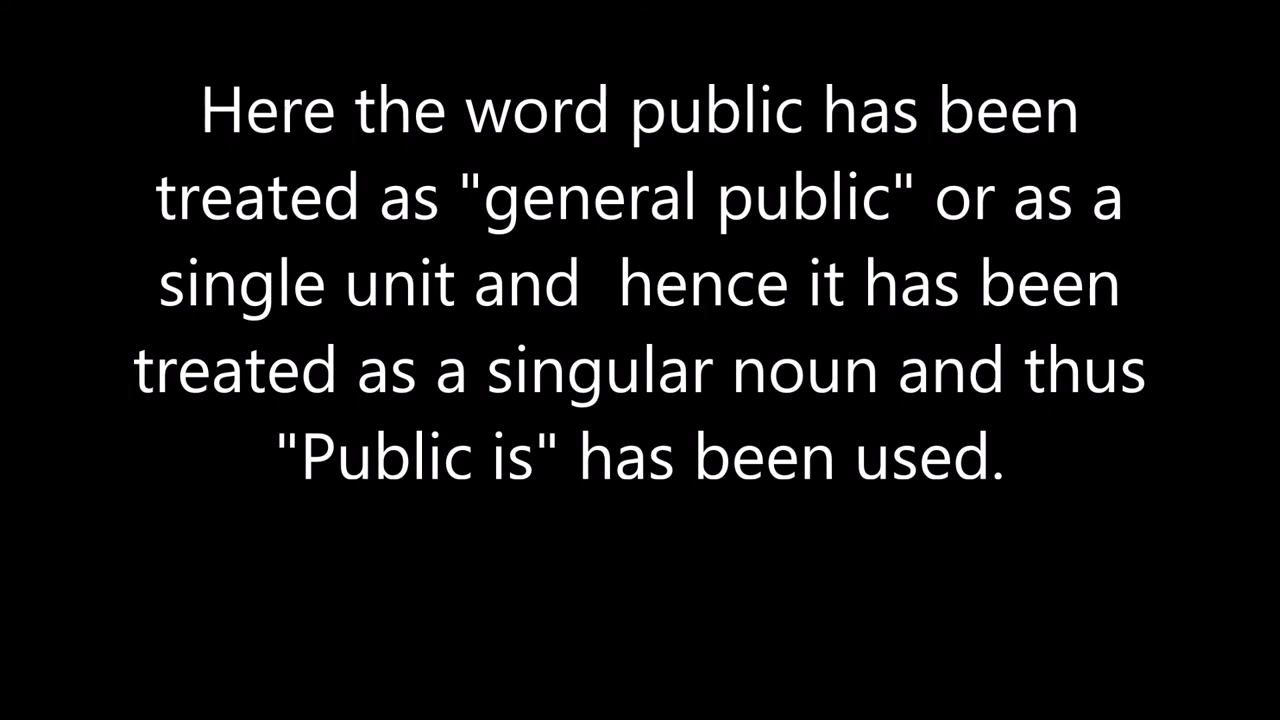 Here the word public has been
treated as "general public" or as a
single unit and  hence it has been
treated as a singular noun and thus
"Public is" has been used.